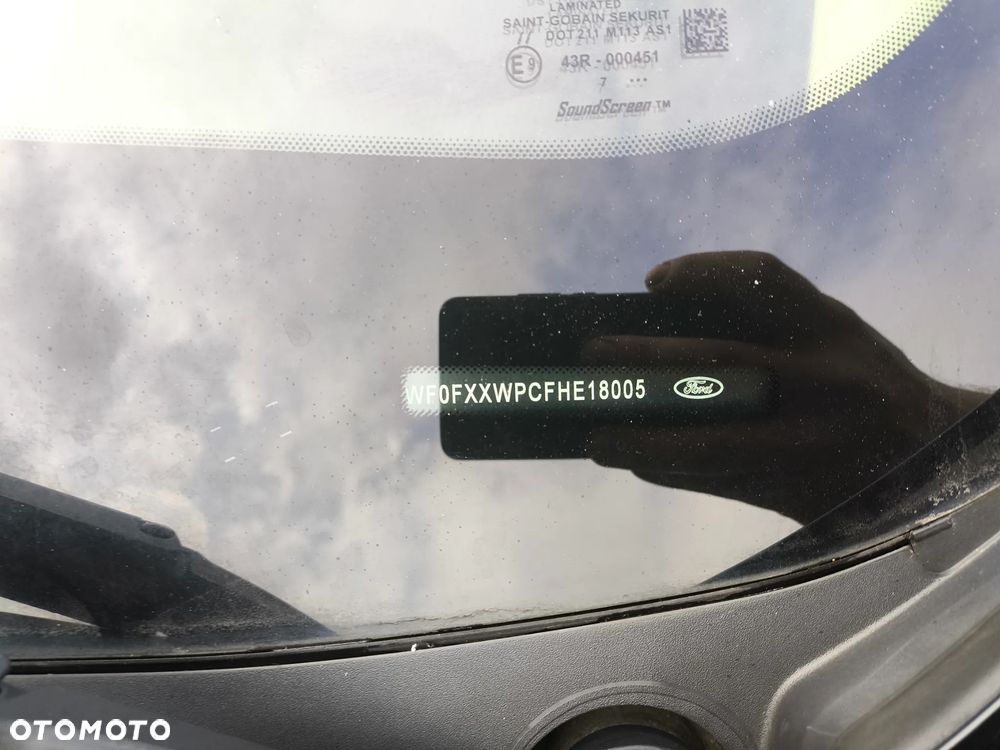 LAMINATED
SAINT-GOBAIN SEKURIT
DOT211 M113 AS1
E9
43R - 000451
7 ...
SoundScreen™
WF0FXXWPCFHE18005
Ford
OTOMOTO